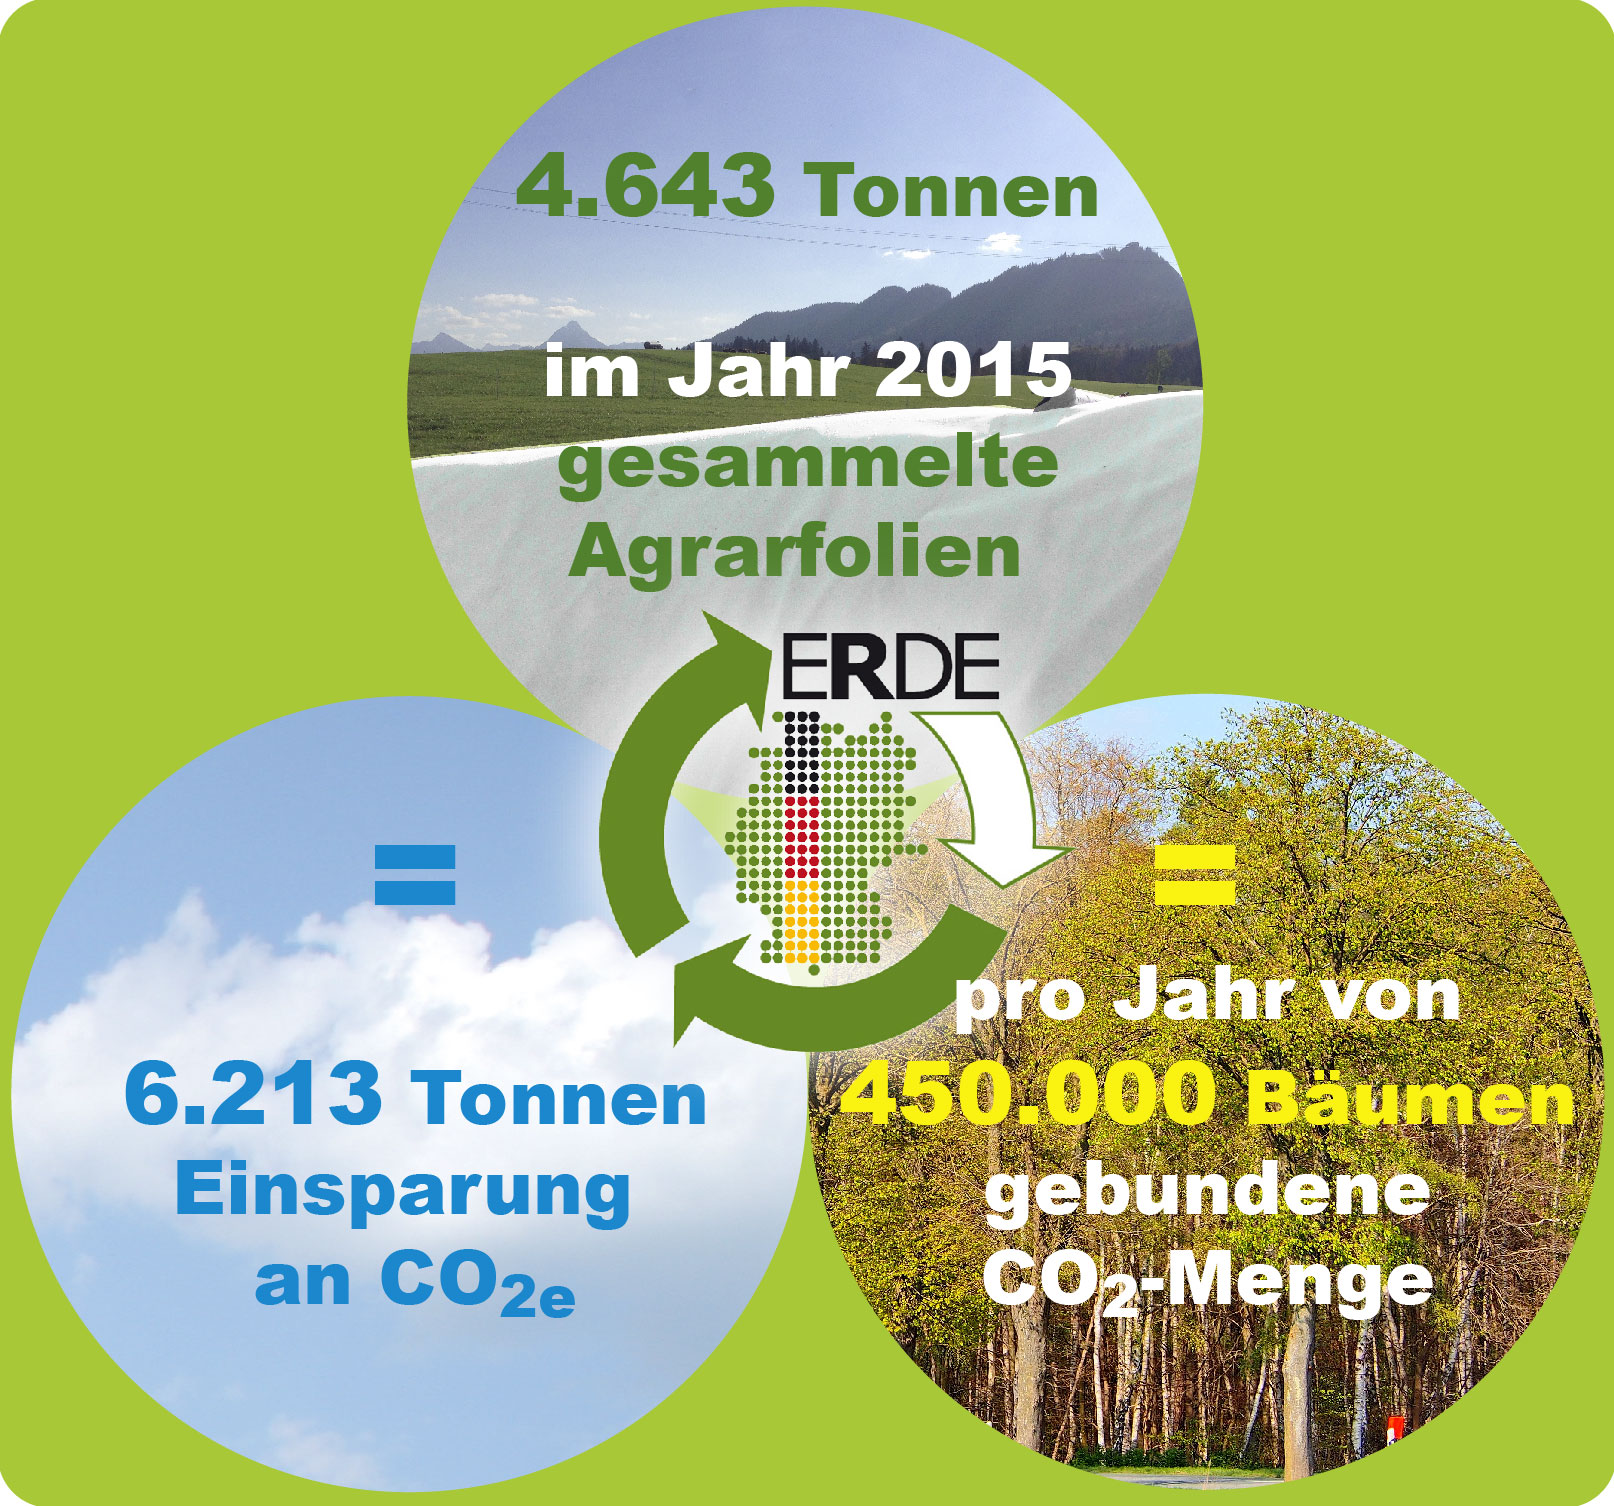 4.643 Tonnen
im Jahr 2015
gesammelte
Agrarfolien
ERDE
=
6.213 Tonnen
Einsparung
an CO2e
=
pro Jahr von
450.000 Bäumen
gebundene
CO2-Menge